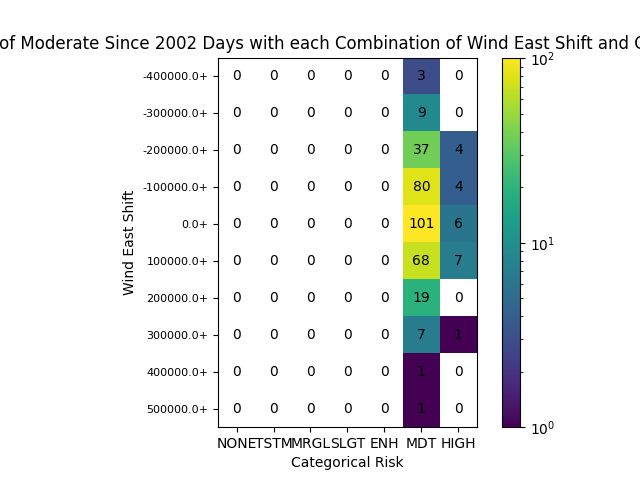 of Moderate Since 2002 Days with each Combination of Wind East Shift and
-400000.0+ 0 0 0 0 0 3 0
-300000.0+ 0 0 0 0 0 9 0
-200000.0+ 0 0 0 0 0 37 4
-100000.0+ 0 0 0 0 0 80 4
0.0+ 0 0 0 0 0 101 6
100000.0+ 0 0 0 0 0 68 7
200000.0+ 0 0 0 0 0 19 0
300000.0+ 0 0 0 0 0 7 1
400000.0+ 0 0 0 0 0 1 0
500000.0+ 0 0 0 0 0 1 0
NONE TSTM MRGL SLGT ENH MDT HIGH
Categorical Risk
Wind East Shift
10²
10¹
10⁰